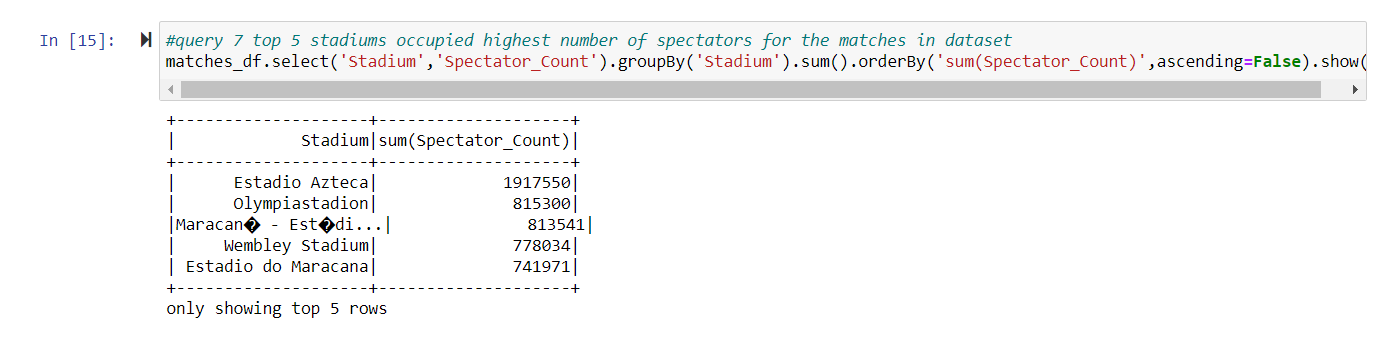 In [15]:
#query 7 top 5 stadiums occupied highest number of spectators for the matches in dataset
matches_df.select('Stadium','Spectator_Count').groupBy('Stadium').sum().orderBy('sum(Spectator_Count)',ascending=False).show(
+--------------------+--------------------+
|             Stadium|sum(Spectator_Count)|
+--------------------+--------------------+
|      Estadio Azteca|             1917550|
|      Olympiastadion|              815300|
|Maracan� - Est�di...|              813541|
|     Wembley Stadium|              778034|
| Estadio do Maracana|              741971|
+--------------------+--------------------+
only showing top 5 rows